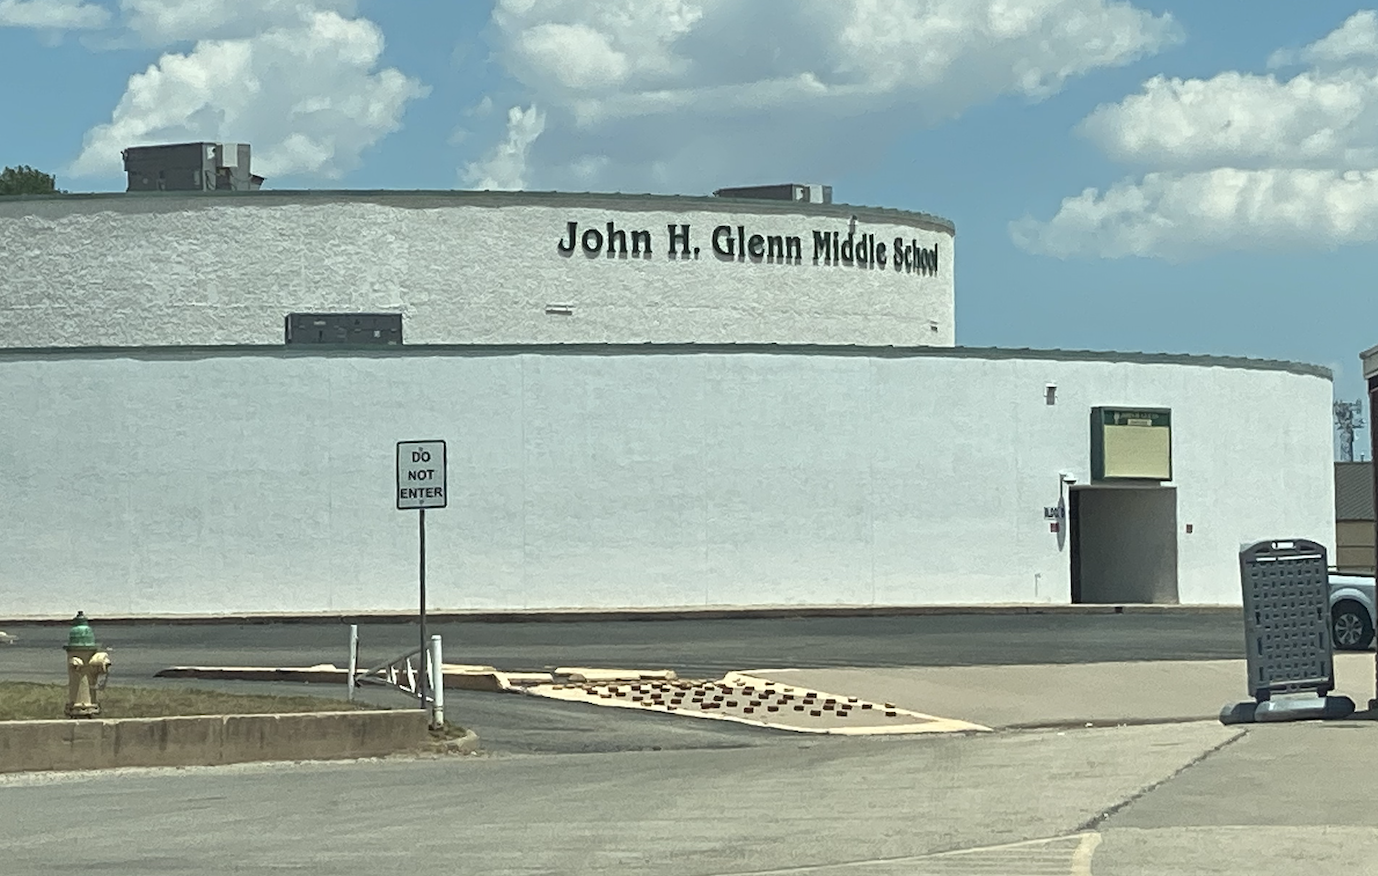 John H. Glenn Middle School
DO
NOT
ENTER